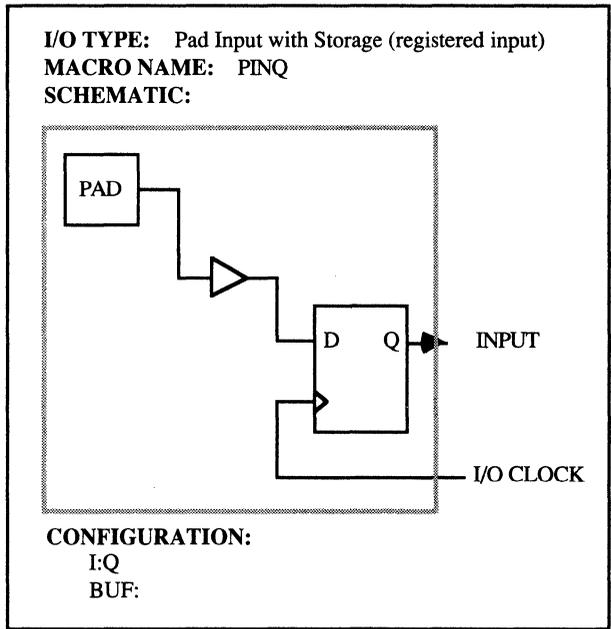 I/O TYPE: Pad Input with Storage (registered input)
MACRO NAME: PINQ
SCHEMATIC:
PAD
D Q
INPUT
I/O CLOCK
CONFIGURATION:
I:Q
BUF: